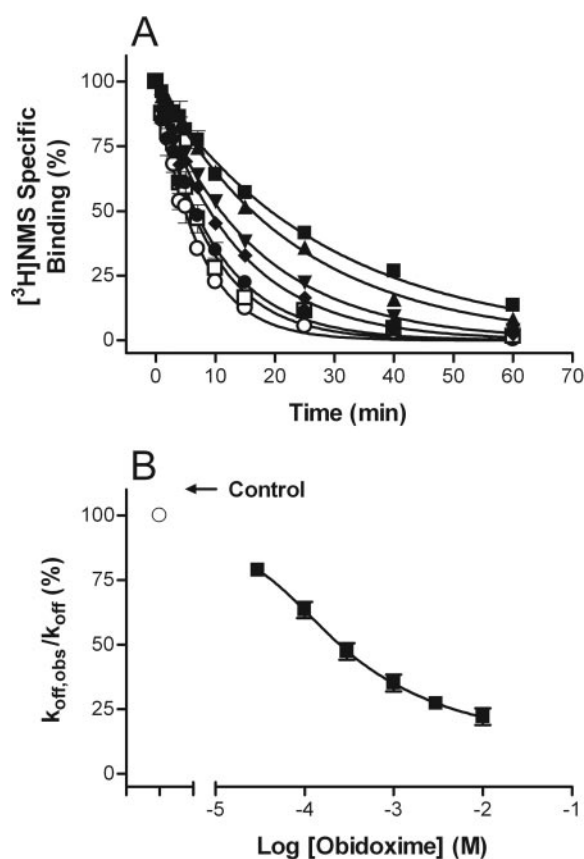 A
[³H]NMS Specific
Binding (%)
100
75
50
25
0
0 10 20 30 40 50 60 70
Time (min)
B
Control
k_off,obs/k_off (%)
100
75
50
25
0
-5 -4 -3 -2 -1
Log [Obidoxime] (M)